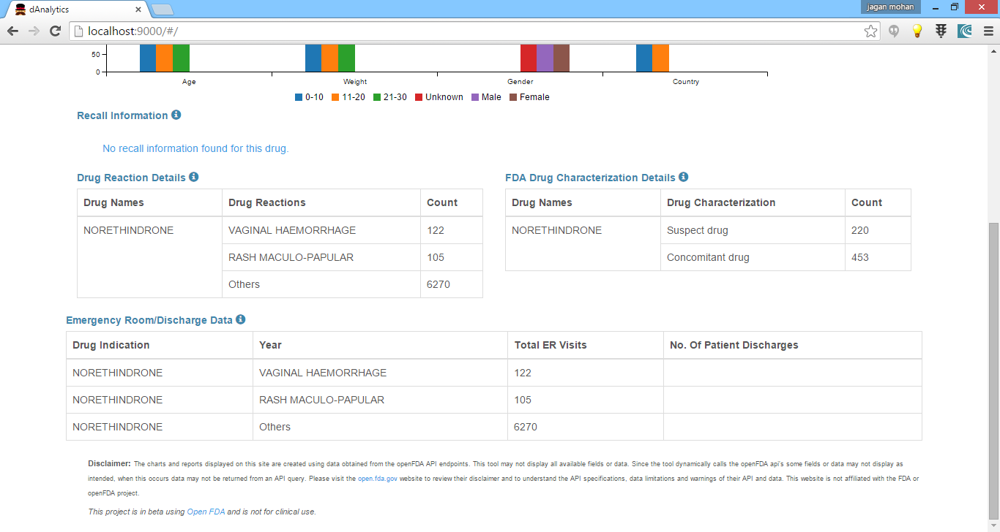 dAnalytics
jagan mohan
localhost:9000/#/
50
0
Age Weight Gender Country
0-10 11-20 21-30 Unknown Male Female
Recall Information
No recall information found for this drug.
Drug Reaction Details FDA Drug Characterization Details
Drug Names Drug Reactions Count Drug Names Drug Characterization Count
NORETHINDRONE VAGINAL HAEMORRHAGE 122 NORETHINDRONE Suspect drug 220
RASH MACULO-PAPULAR 105 Concomitant drug 453
Others 6270
Emergency Room/Discharge Data
Drug Indication Year Total ER Visits No. Of Patient Discharges
NORETHINDRONE VAGINAL HAEMORRHAGE 122
NORETHINDRONE RASH MACULO-PAPULAR 105
NORETHINDRONE Others 6270
Disclaimer: The charts and reports displayed on this site are created using data obtained from the openFDA API endpoints. This tool may not display all available fields or data. Since the tool dynamically calls the openFDA api's some fields or data may not display as
intended, when this occurs data may not be returned from an API query. Please visit the open.fda.gov website to review their disclaimer and to understand the API specifications, data limitations and warnings of their API and data. This website is not affiliated with the FDA or
openFDA project.
This project is in beta using Open FDA and is not for clinical use.